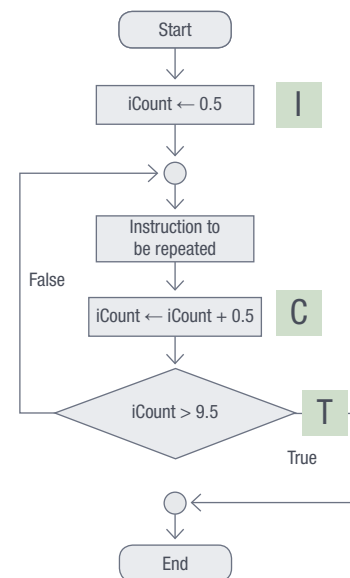 Start
iCount ← 0.5
I
Instruction to
be repeated
False
iCount ← iCount + 0.5
C
iCount > 9.5
T
True
End